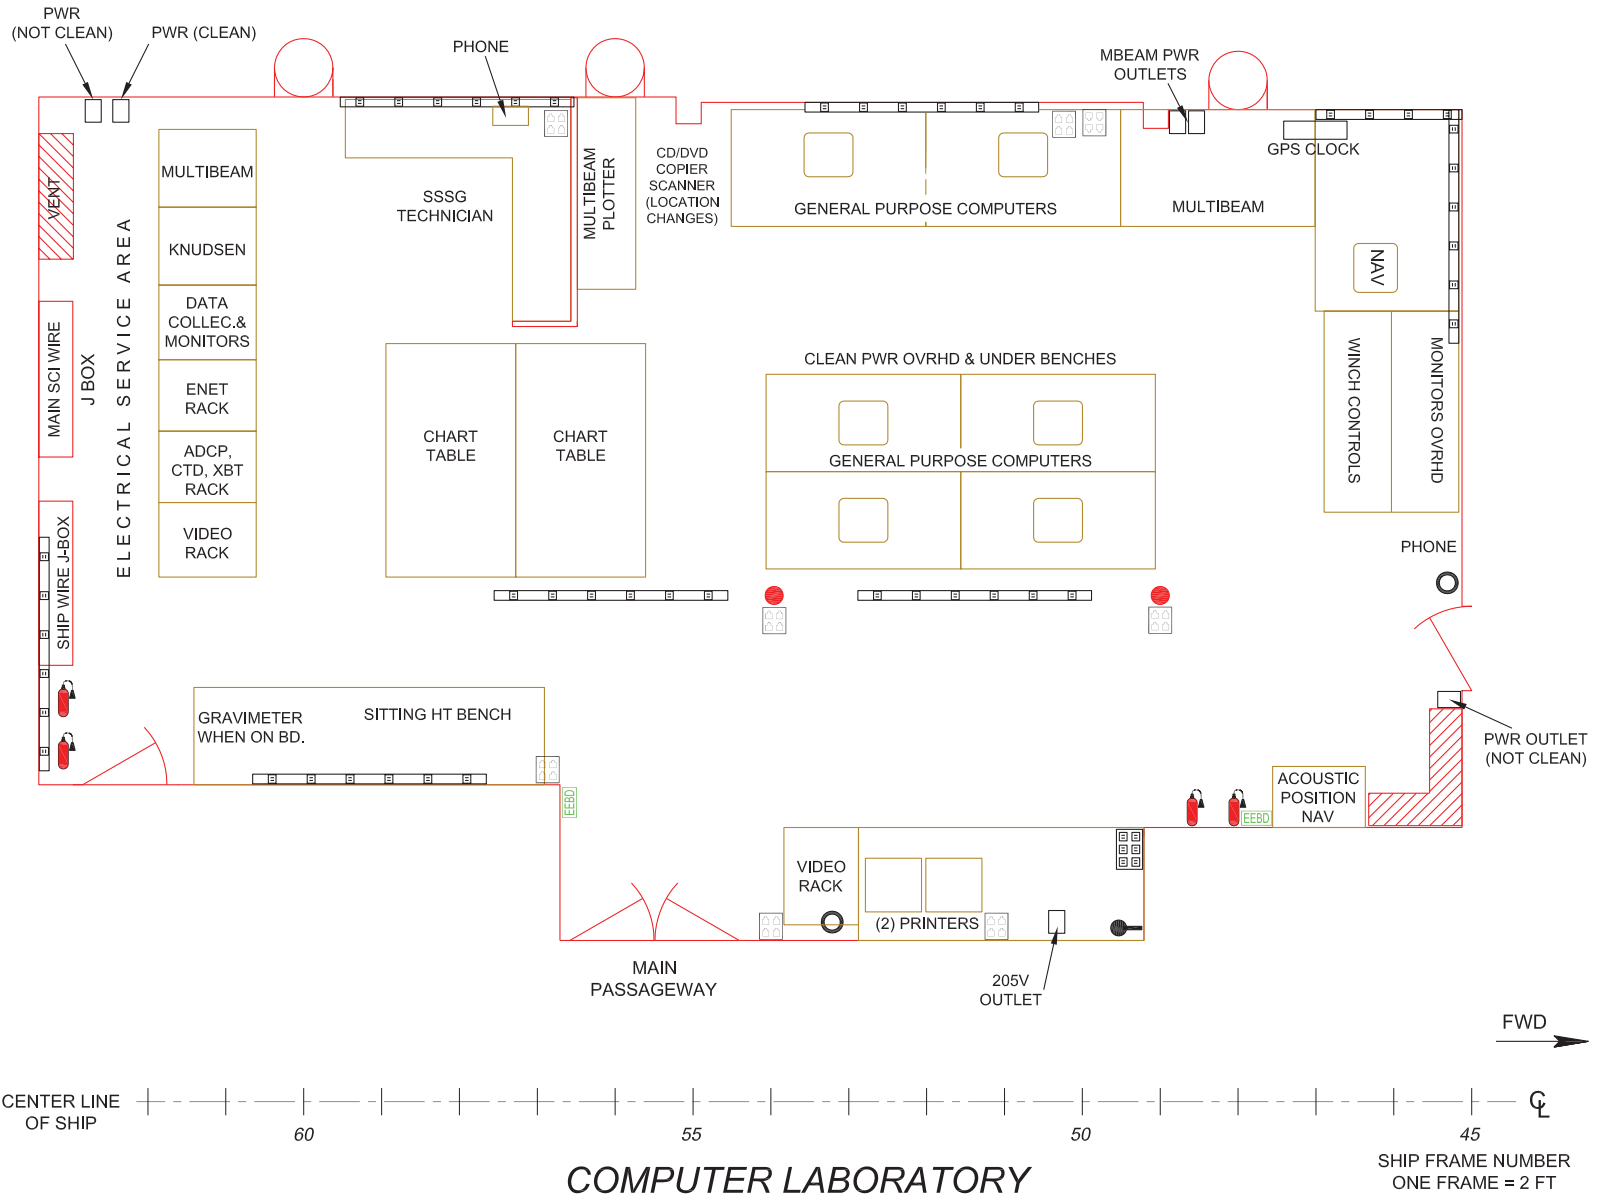 PWR
(NOT CLEAN)
PWR (CLEAN)
PHONE
MBEAM PWR
OUTLETS
GPS CLOCK
VENT
MULTIBEAM
KNUDSEN
DATA
COLLEC.&
MONITORS
ENET
RACK
ADCP,
CTD, XBT
RACK
VIDEO
RACK
ELECTRICAL SERVICE AREA
MAIN SCI WIRE
J BOX
SHIP WIRE J-BOX
SSSG
TECHNICIAN
MULTIBEAM
PLOTTER
CD/DVD
COPIER
SCANNER
(LOCATION
CHANGES)
GENERAL PURPOSE COMPUTERS
MULTIBEAM
NAV
CHART
TABLE
CHART
TABLE
CLEAN PWR OVRHD & UNDER BENCHES
GENERAL PURPOSE COMPUTERS
WINCH CONTROLS
MONITORS OVRHD
PHONE
GRAVIMETER
WHEN ON BD.
SITTING HT BENCH
EEBD
PWR OUTLET
(NOT CLEAN)
ACOUSTIC
POSITION
NAV
EEBD
VIDEO
RACK
(2) PRINTERS
205V
OUTLET
MAIN
PASSAGEWAY
FWD
CENTER LINE
OF SHIP
CL
60
55
50
45
COMPUTER LABORATORY
SHIP FRAME NUMBER
ONE FRAME = 2 FT